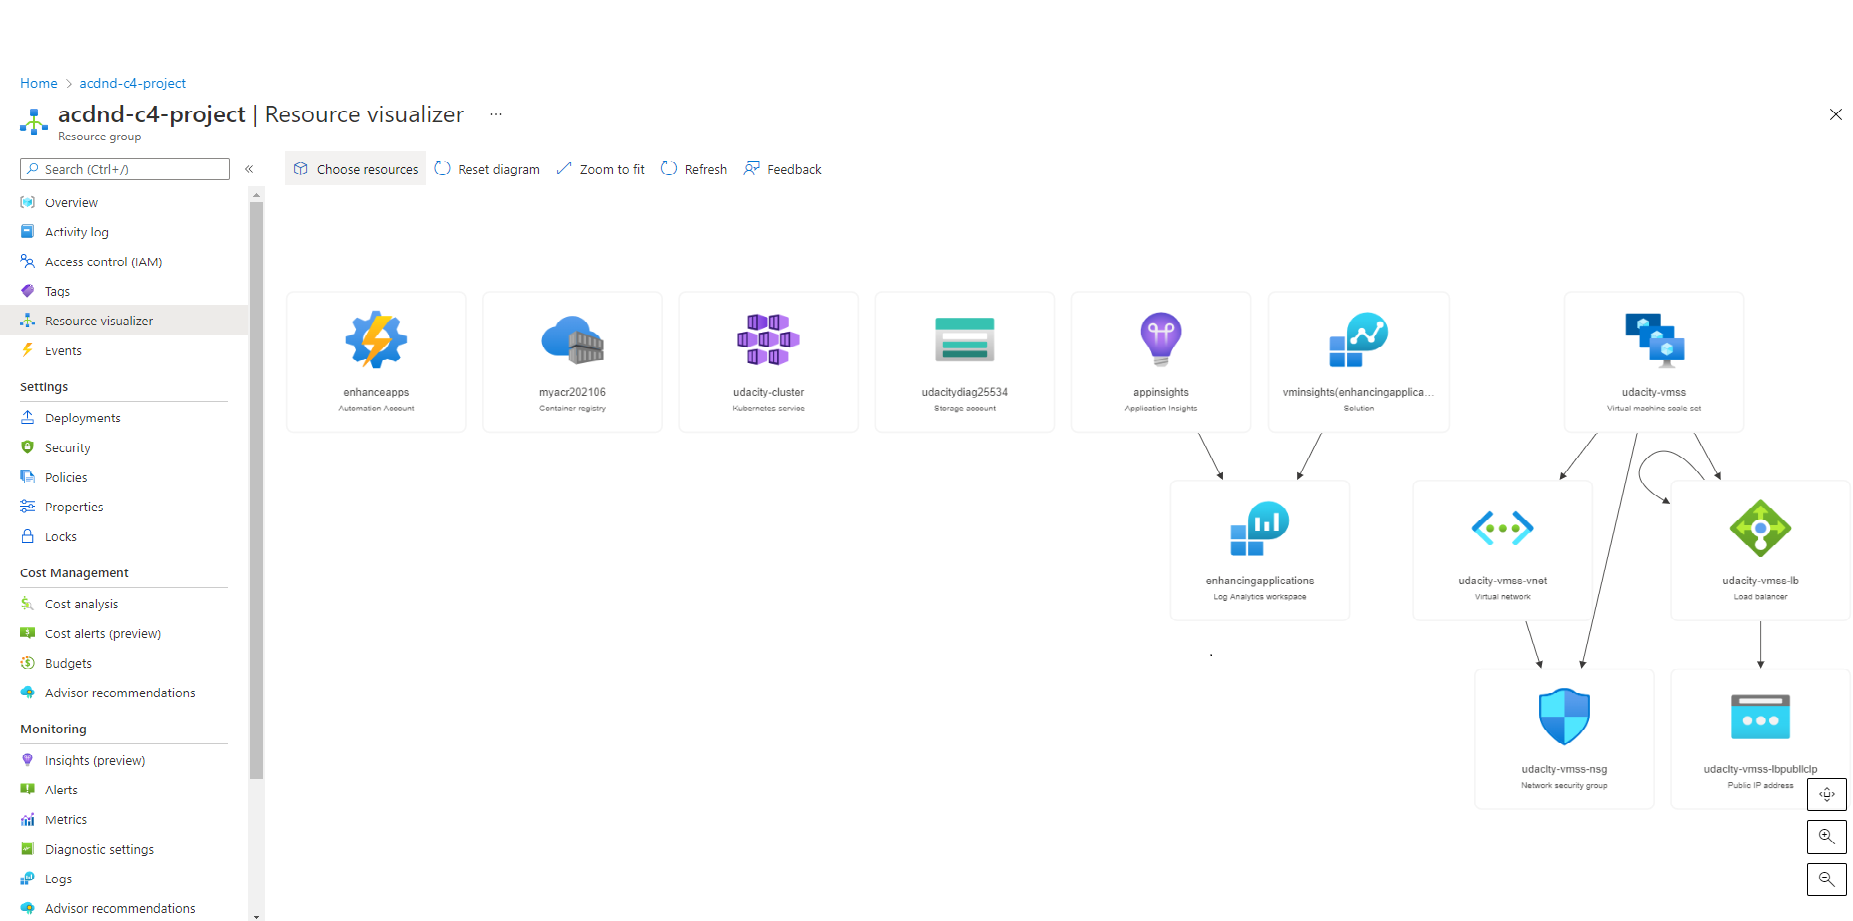 Home > acdnd-c4-project
acdnd-c4-project | Resource visualizer ...
Resource group
Search (Ctrl+/)
«
Choose resources
Reset diagram
Zoom to fit
Refresh
Feedback
Overview
Activity log
Access control (IAM)
Tags
Resource visualizer
Events
Settings
Deployments
Security
Policies
Properties
Locks
Cost Management
Cost analysis
Cost alerts (preview)
Budgets
Advisor recommendations
Monitoring
Insights (preview)
Alerts
Metrics
Diagnostic settings
Logs
Advisor recommendations
enhanceapps
Automation Account
myacr202106
Container registry
udacity-cluster
Kubernetes service
udacitydiag25534
Storage account
appinsights
Application Insights
vminsights(enhancingapplica...
Solution
udacity-vmss
Virtual machine scale set
enhancingapplications
Log Analytics workspace
udacity-vmss-vnet
Virtual network
udacity-vmss-lb
Load balancer
udacity-vmss-nsg
Network security group
udacity-vmss-lbpublicip
Public IP address